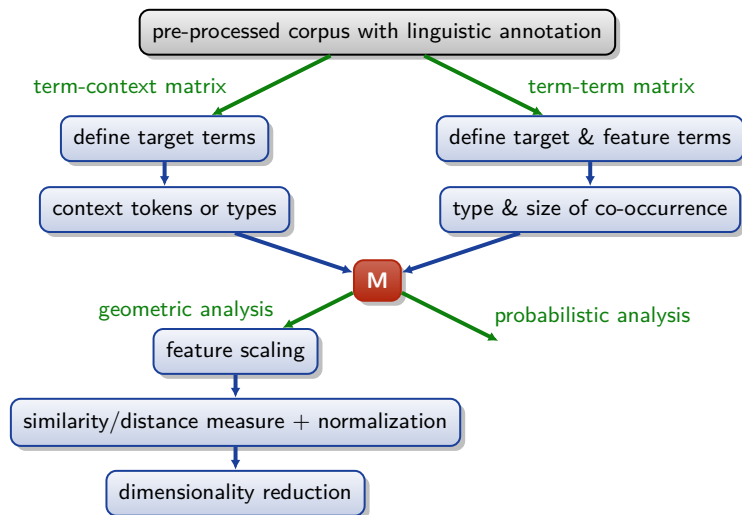 pre-processed corpus with linguistic annotation
term-context matrix
term-term matrix
define target terms
define target & feature terms
context tokens or types
type & size of co-occurrence
M
geometric analysis
probabilistic analysis
feature scaling
similarity/distance measure + normalization
dimensionality reduction